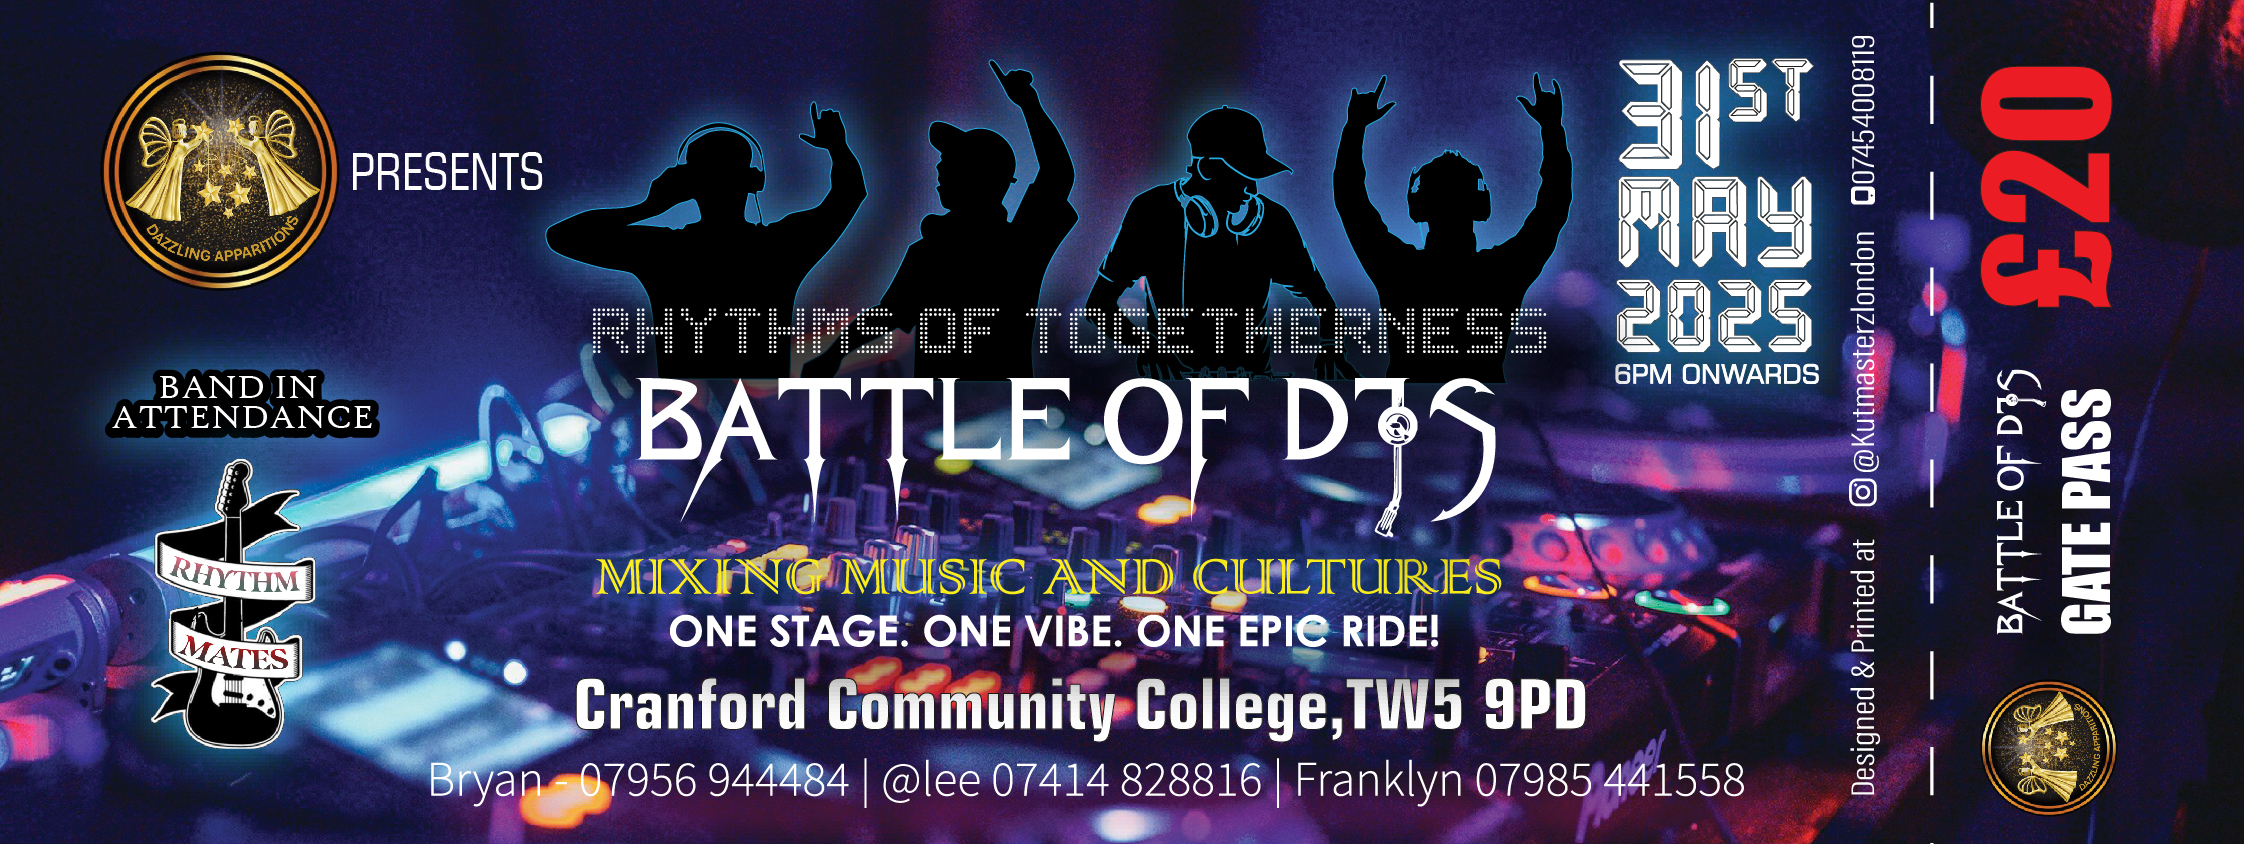 DAZZLING APPARITIONS
PRESENTS
BAND IN
ATTENDANCE
RHYTHM
MATES
RHYTHMS OF TOGETHERNESS
BATTLE OF DJS
MIXING MUSIC AND CULTURES
ONE STAGE. ONE VIBE. ONE EPIC RIDE!
Cranford Community College,TW5 9PD
Bryan - 07956 944484 | @lee 07414 828816 | Franklyn 07985 441558
31ST
MAY
2025
6PM ONWARDS
Designed & Printed at @Kutmasterzlondon 07454008119
£20
BATTLE OF DJS
GATE PASS
DAZZLING APPARITIONS
Pioneer